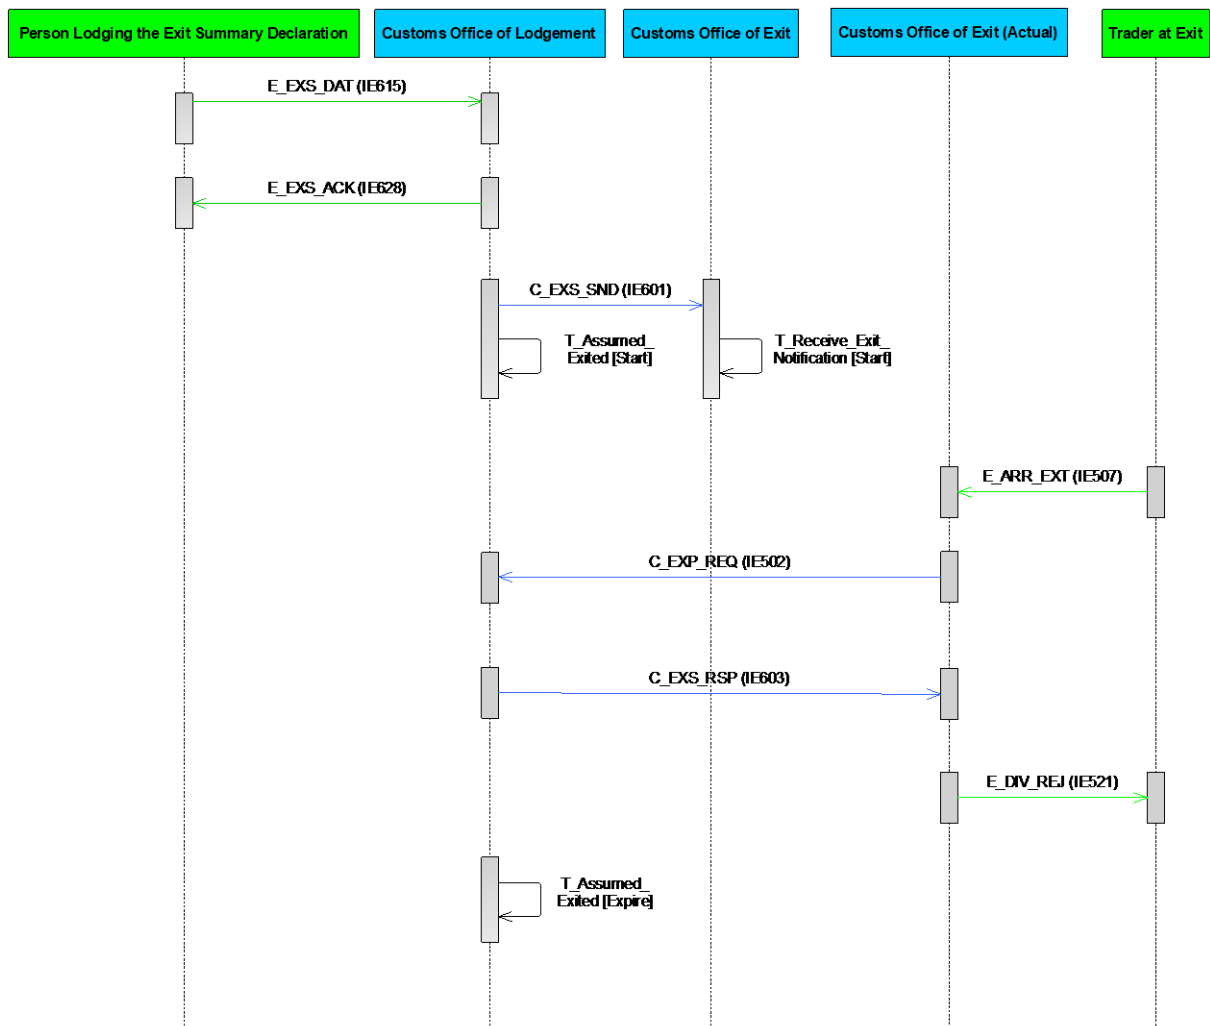 Person Lodging the Exit Summary Declaration
Customs Office of Lodgement
Customs Office of Exit
Customs Office of Exit (Actual)
Trader at Exit
E_EXS_DAT (IE615)
E_EXS_ACK (IE628)
C_EXS_SND (IE601)
T_Assumed_
Exited [Start]
T_Receive_Exit_
Notification [Start]
E_ARR_EXT (IE507)
C_EXP_REQ (IE502)
C_EXS_RSP (IE603)
E_DIV_REJ (IE521)
T_Assumed_
Exited [Expire]